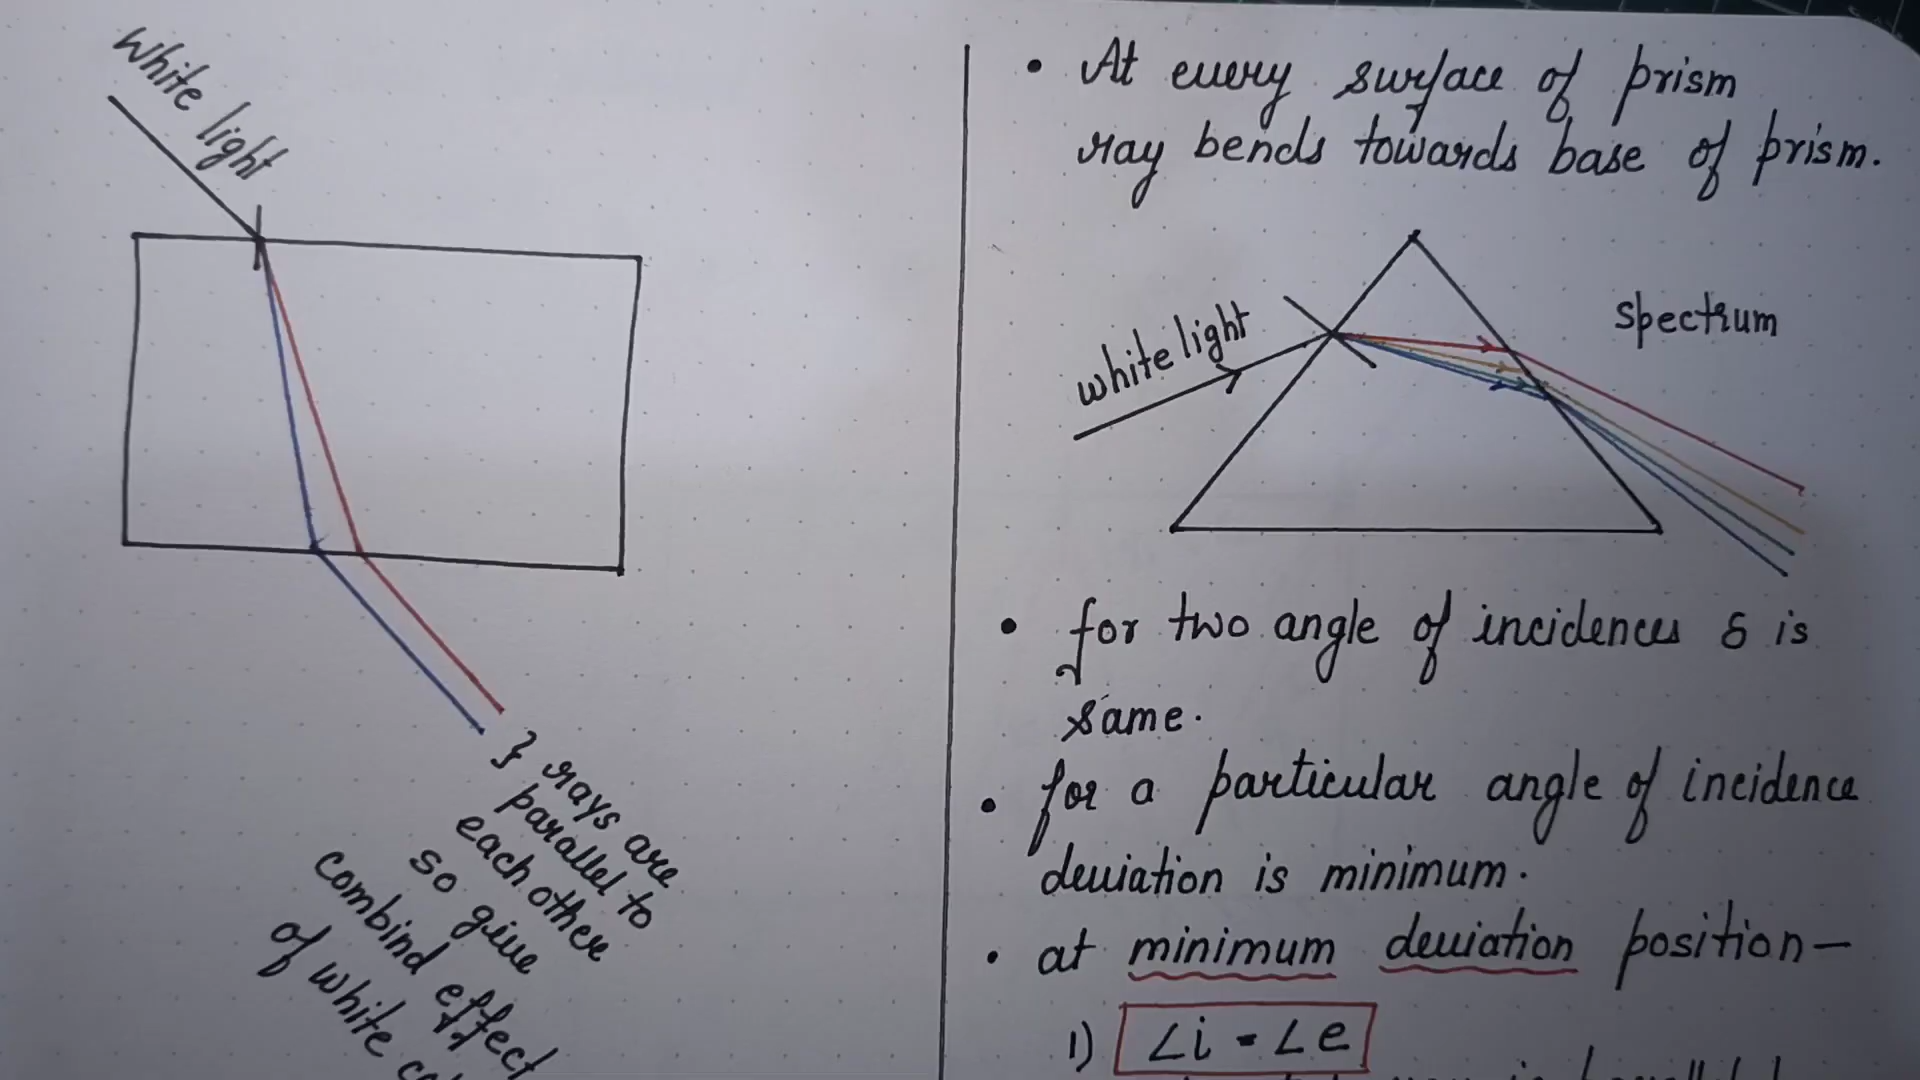 white light
} rays are
parallel to
each other
so give
combind effect
of white
• At every surface of prism
ray bends towards base of prism.
white light
spectrum
• for two angle of incidences δ is
same.
• for a particular angle of incidence
deviation is minimum.
• at minimum deviation position—
1) ∠i = ∠e